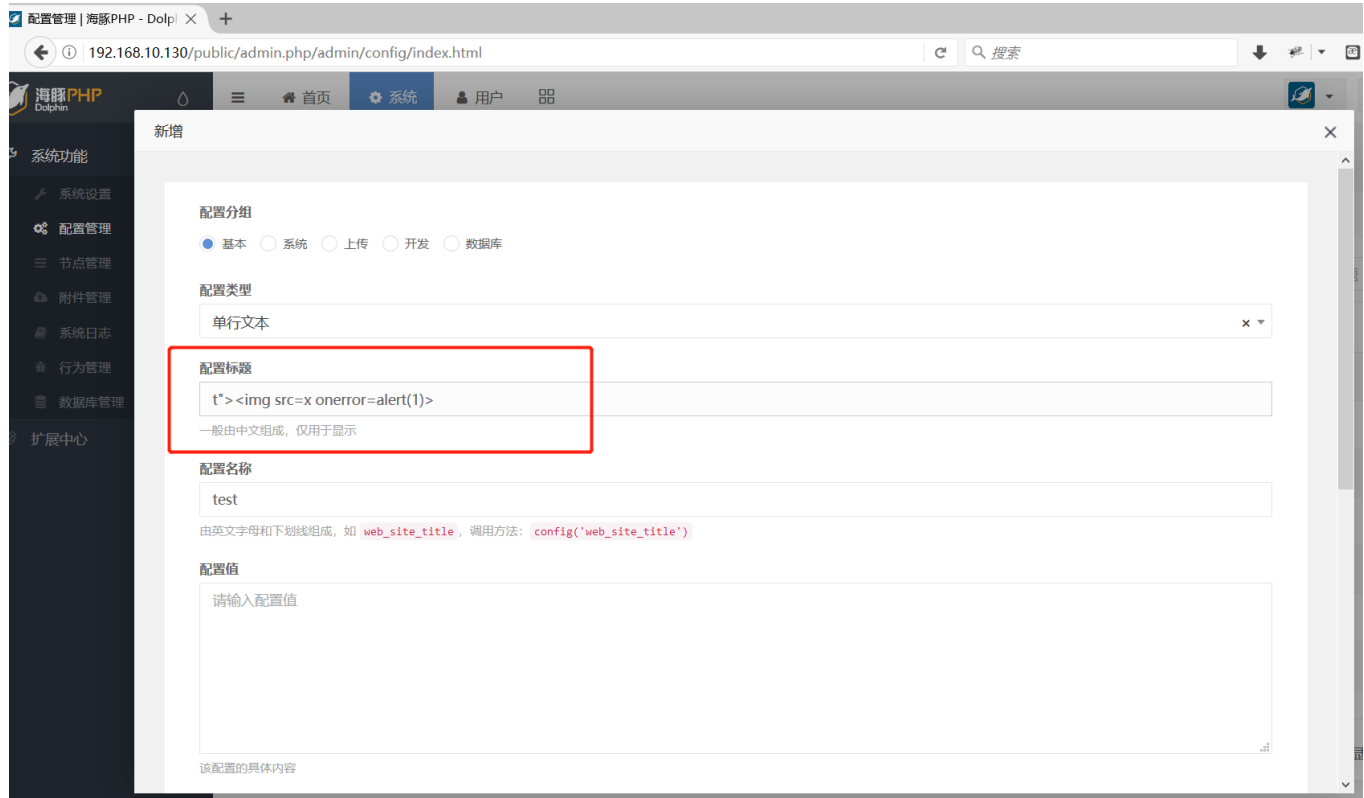 配置管理 | 海豚PHP - Dolp
192.168.10.130/public/admin.php/admin/config/index.html
搜索
海豚PHP
Dolphin
首页
系统
用户
新增
系统功能
系统设置
配置管理
节点管理
附件管理
系统日志
行为管理
数据库管理
扩展中心
配置分组
基本 系统 上传 开发 数据库
配置类型
单行文本
配置标题
t"><img src=x onerror=alert(1)>
一般由中文组成，仅用于显示
配置名称
test
由英文字母和下划线组成，如 web_site_title，调用方法：config('web_site_title')
配置值
请输入配置值
该配置的具体内容